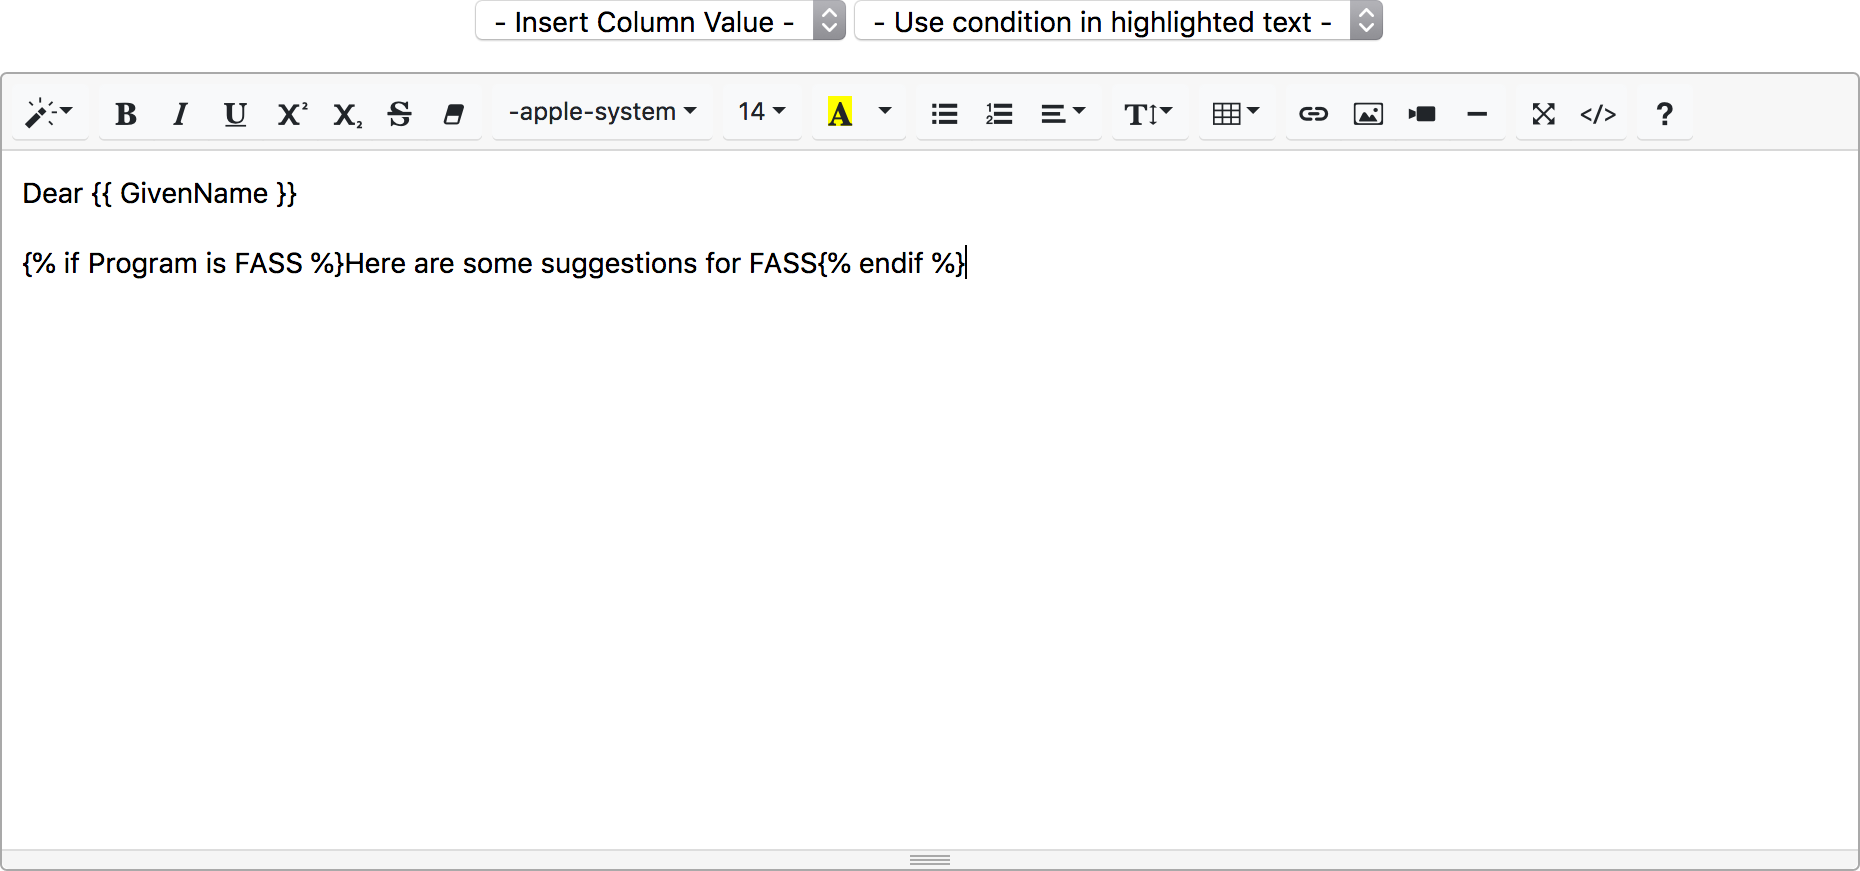 - Insert Column Value - - Use condition in highlighted text -
B I U X² X₂ S -apple-system 14 A T </> ?
Dear {{ GivenName }}
{% if Program is FASS %}Here are some suggestions for FASS{% endif %}